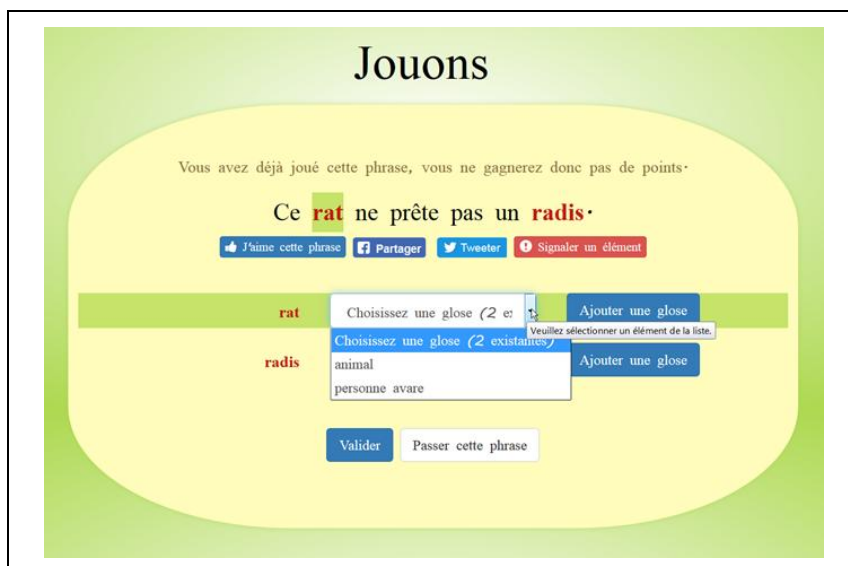 Jouons
Vous avez déjà joué cette phrase, vous ne gagnerez donc pas de points·
Ce rat ne prête pas un radis·
J'aime cette phrase Partager Tweeter Signaler un élément
rat Choisissez une glose (2 ex Ajouter une glose
Veuillez sélectionner un élément de la liste.
Choisissez une glose (2 existantes)
radis animal Ajouter une glose
personne avare
Valider Passer cette phrase